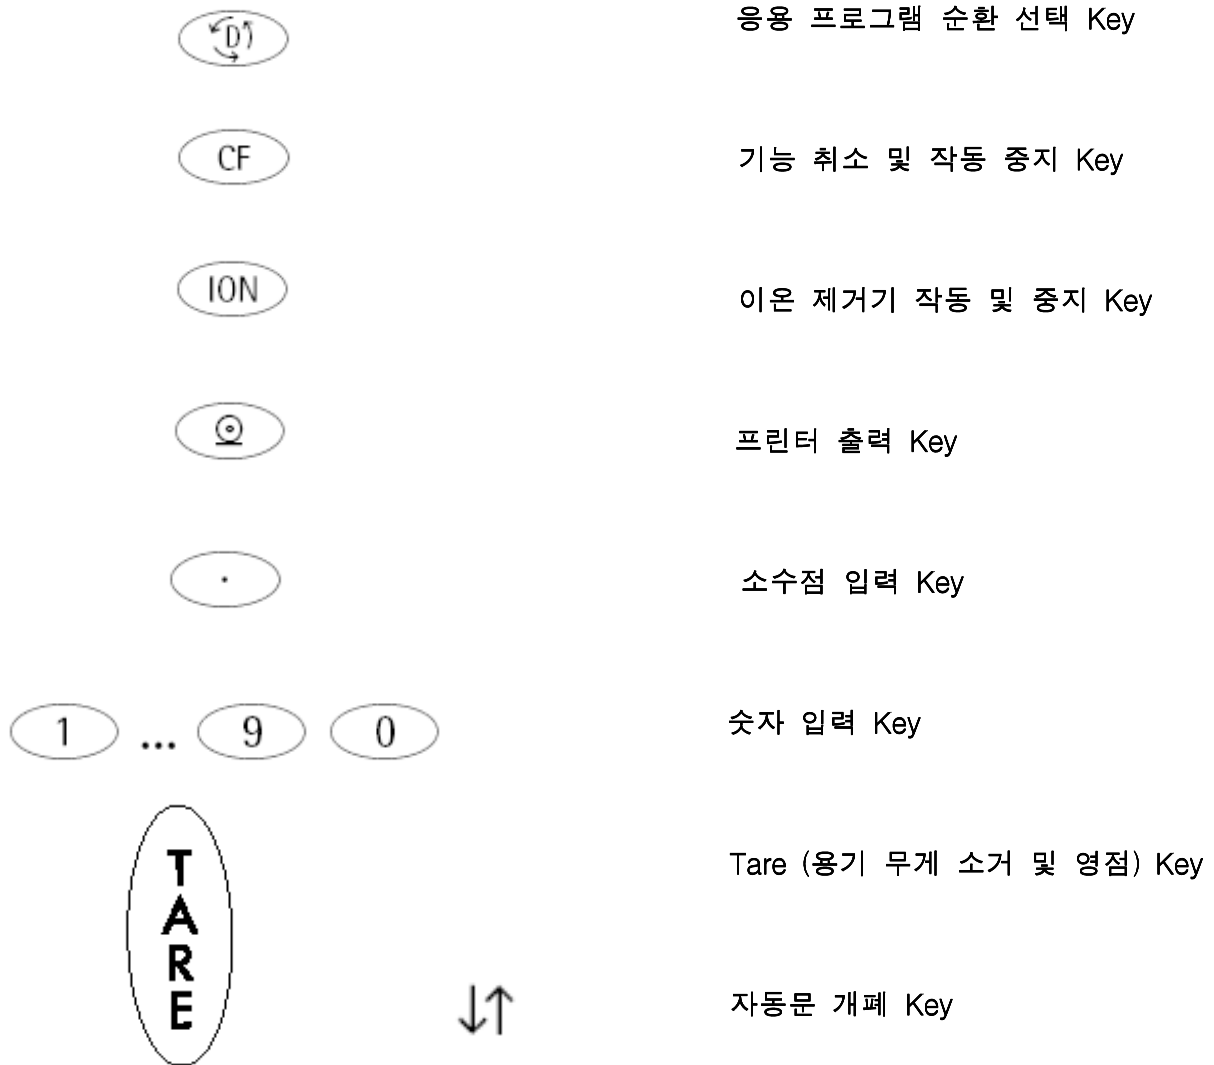 D 응용 프로그램 순환 선택 Key
CF 기능 취소 및 작동 중지 Key
ION 이온 제거기 작동 및 중지 Key
프린터 출력 Key
. 소수점 입력 Key
1 ... 9 0 숫자 입력 Key
TARE Tare (용기 무게 소거 및 영점) Key
↓↑ 자동문 개폐 Key